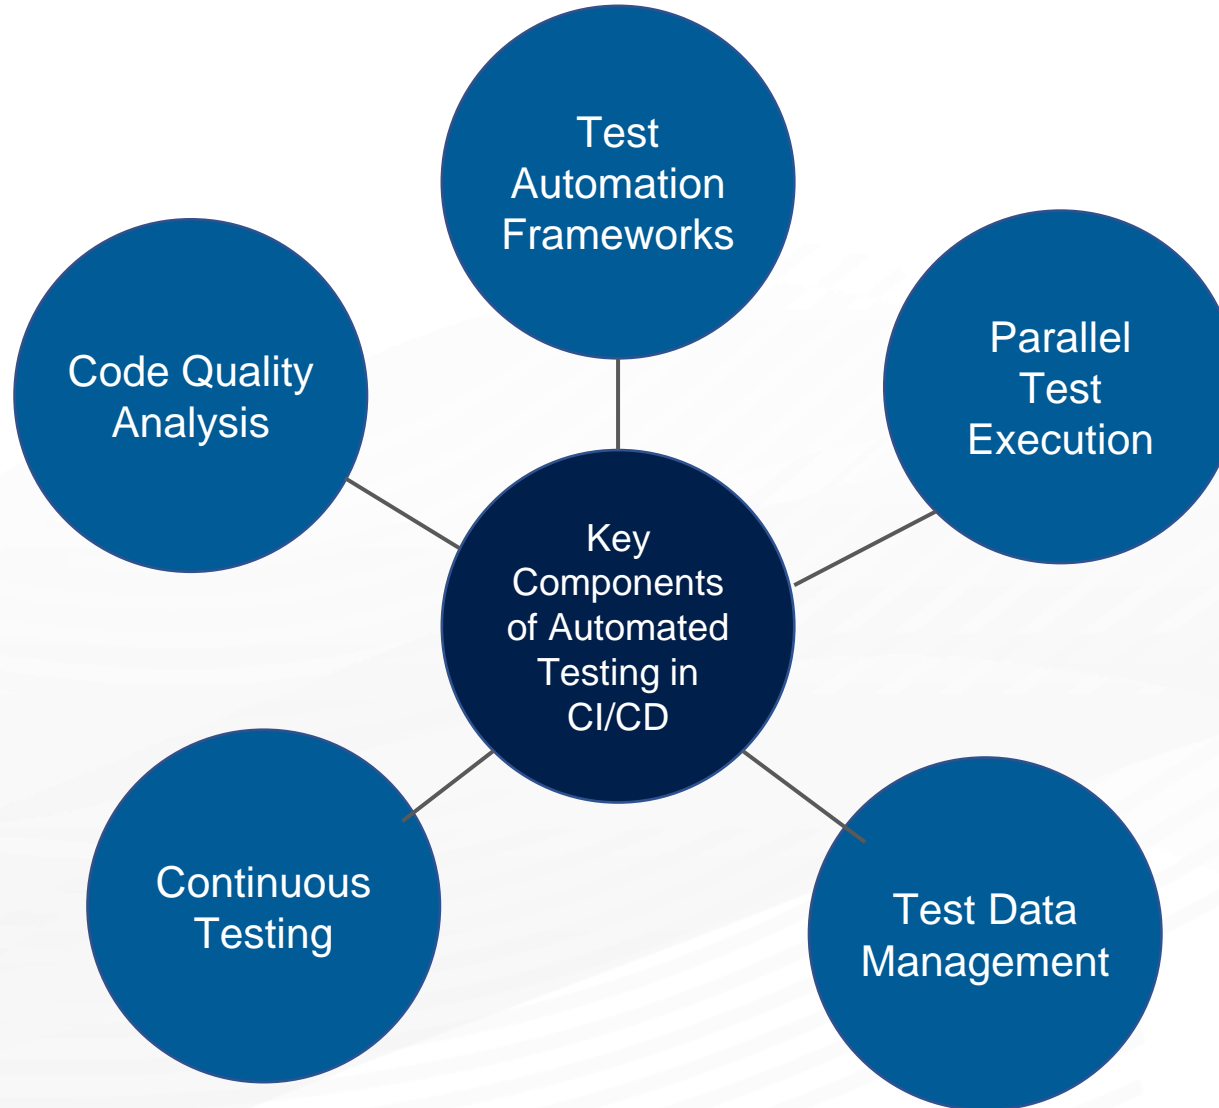 Test
Automation
Frameworks
Parallel
Test
Execution
Code Quality
Analysis
Key
Components
of Automated
Testing in
CI/CD
Continuous
Testing
Test Data
Management